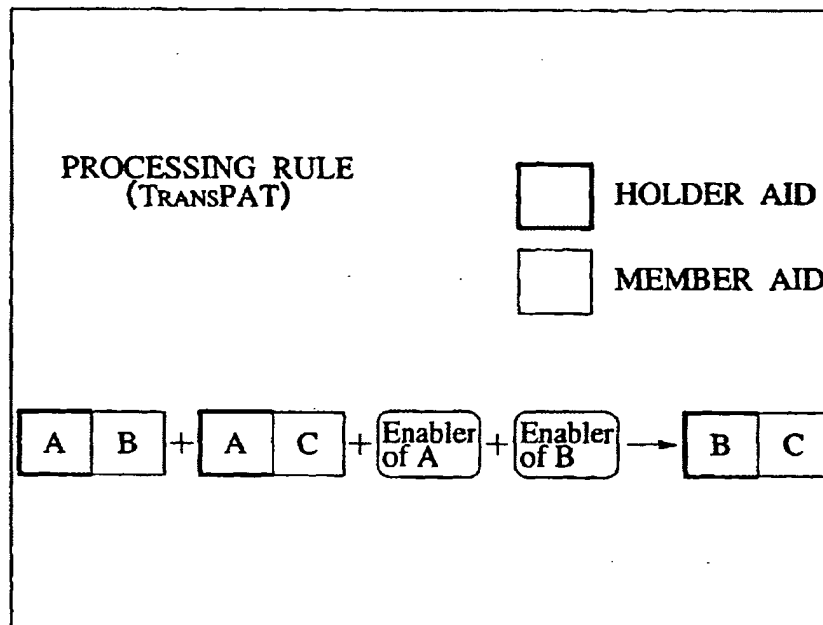 PROCESSING RULE
(TRANSPAT)
HOLDER AID
MEMBER AID
A B + A C + Enabler of A + Enabler of B → B C